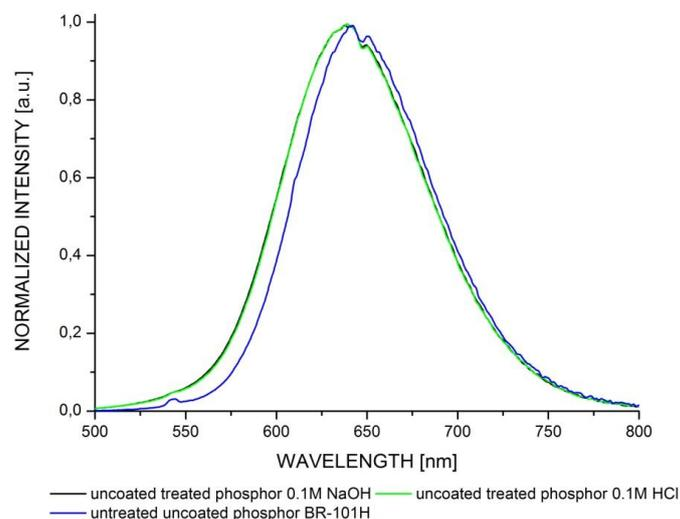 1,0
0,8
0,6
0,4
0,2
0,0
NORMALIZED INTENSITY [a.u.]
500 550 600 650 700 750 800
WAVELENGTH [nm]
uncoated treated phosphor 0.1M NaOH uncoated treated phosphor 0.1M HCl
untreated uncoated phosphor BR-101H